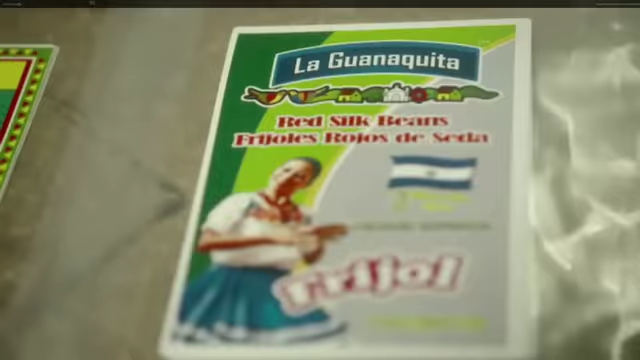 La Guanaquita
Red Silk Beans
Frijoles Rojos de Seda
Frijol